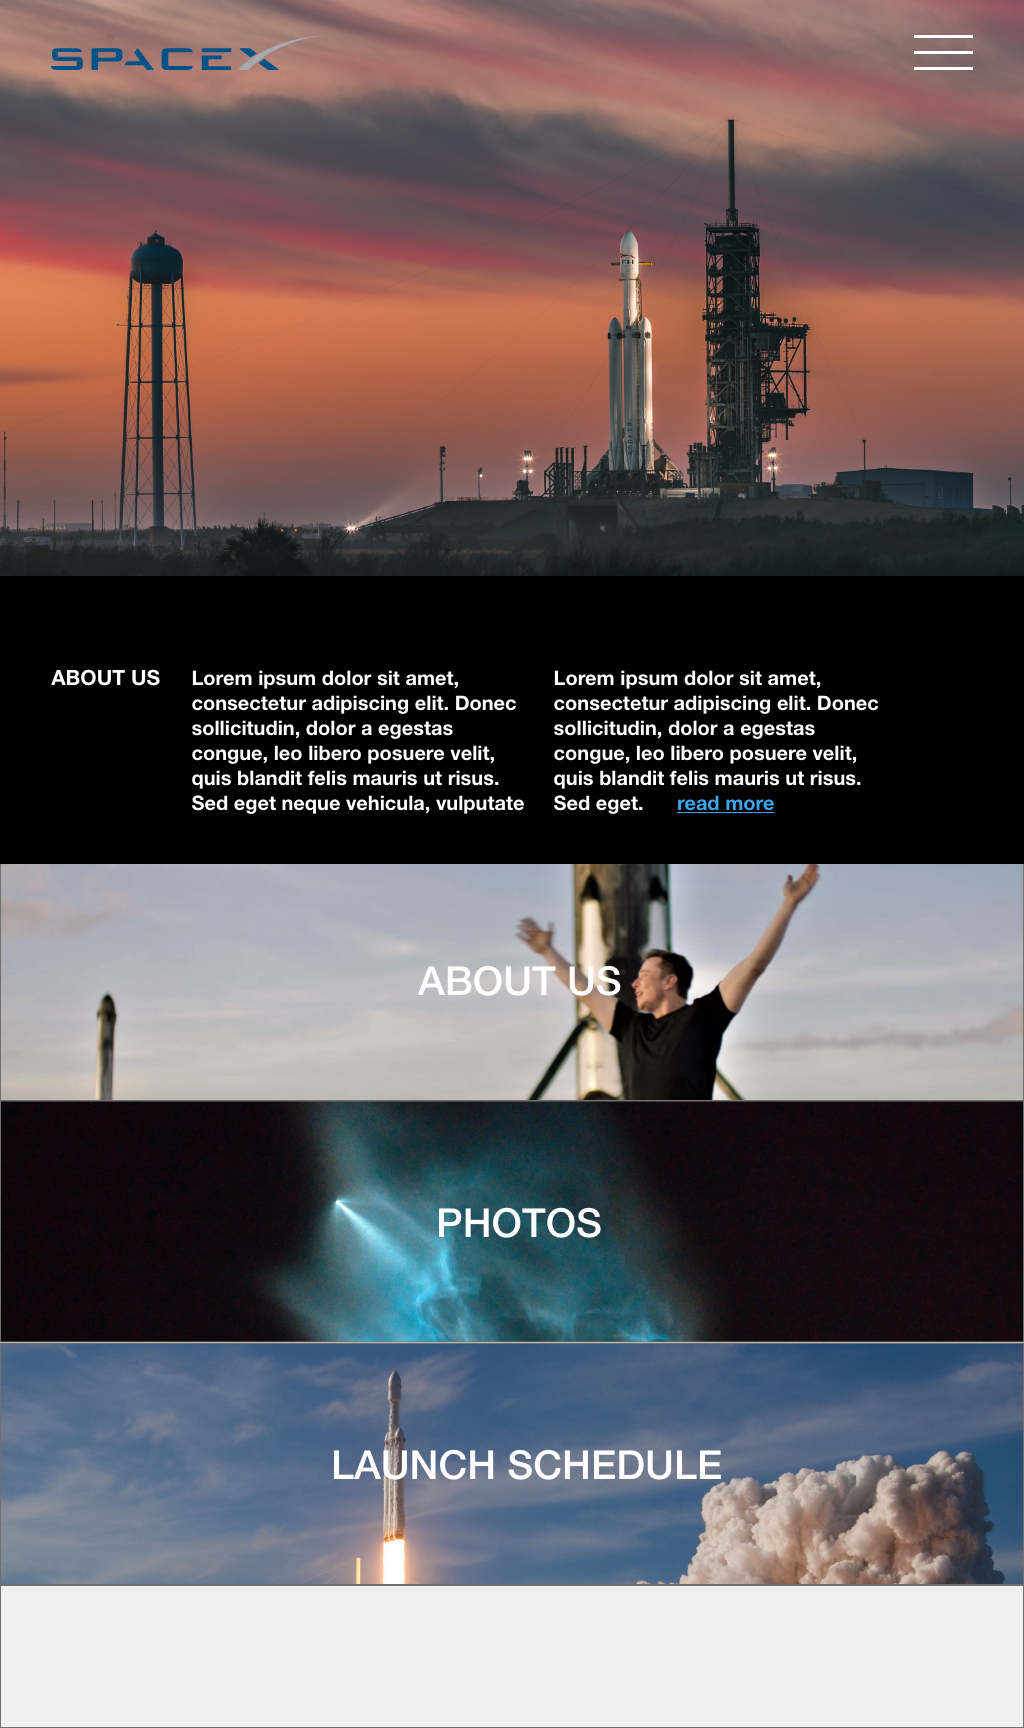 SPACEX
ABOUT US
Lorem ipsum dolor sit amet,
consectetur adipiscing elit. Donec
sollicitudin, dolor a egestas
congue, leo libero posuere velit,
quis blandit felis mauris ut risus.
Sed eget neque vehicula, vulputate
Lorem ipsum dolor sit amet,
consectetur adipiscing elit. Donec
sollicitudin, dolor a egestas
congue, leo libero posuere velit,
quis blandit felis mauris ut risus.
Sed eget. read more
ABOUT US
PHOTOS
LAUNCH SCHEDULE